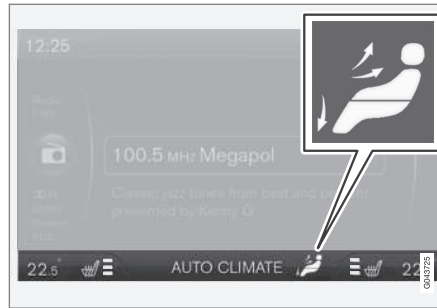 12:25
100.5 MHz Megapol
Classic jazz tunes from past and present
presented by Kenny G
22.5
AUTO CLIMATE
22
G043725